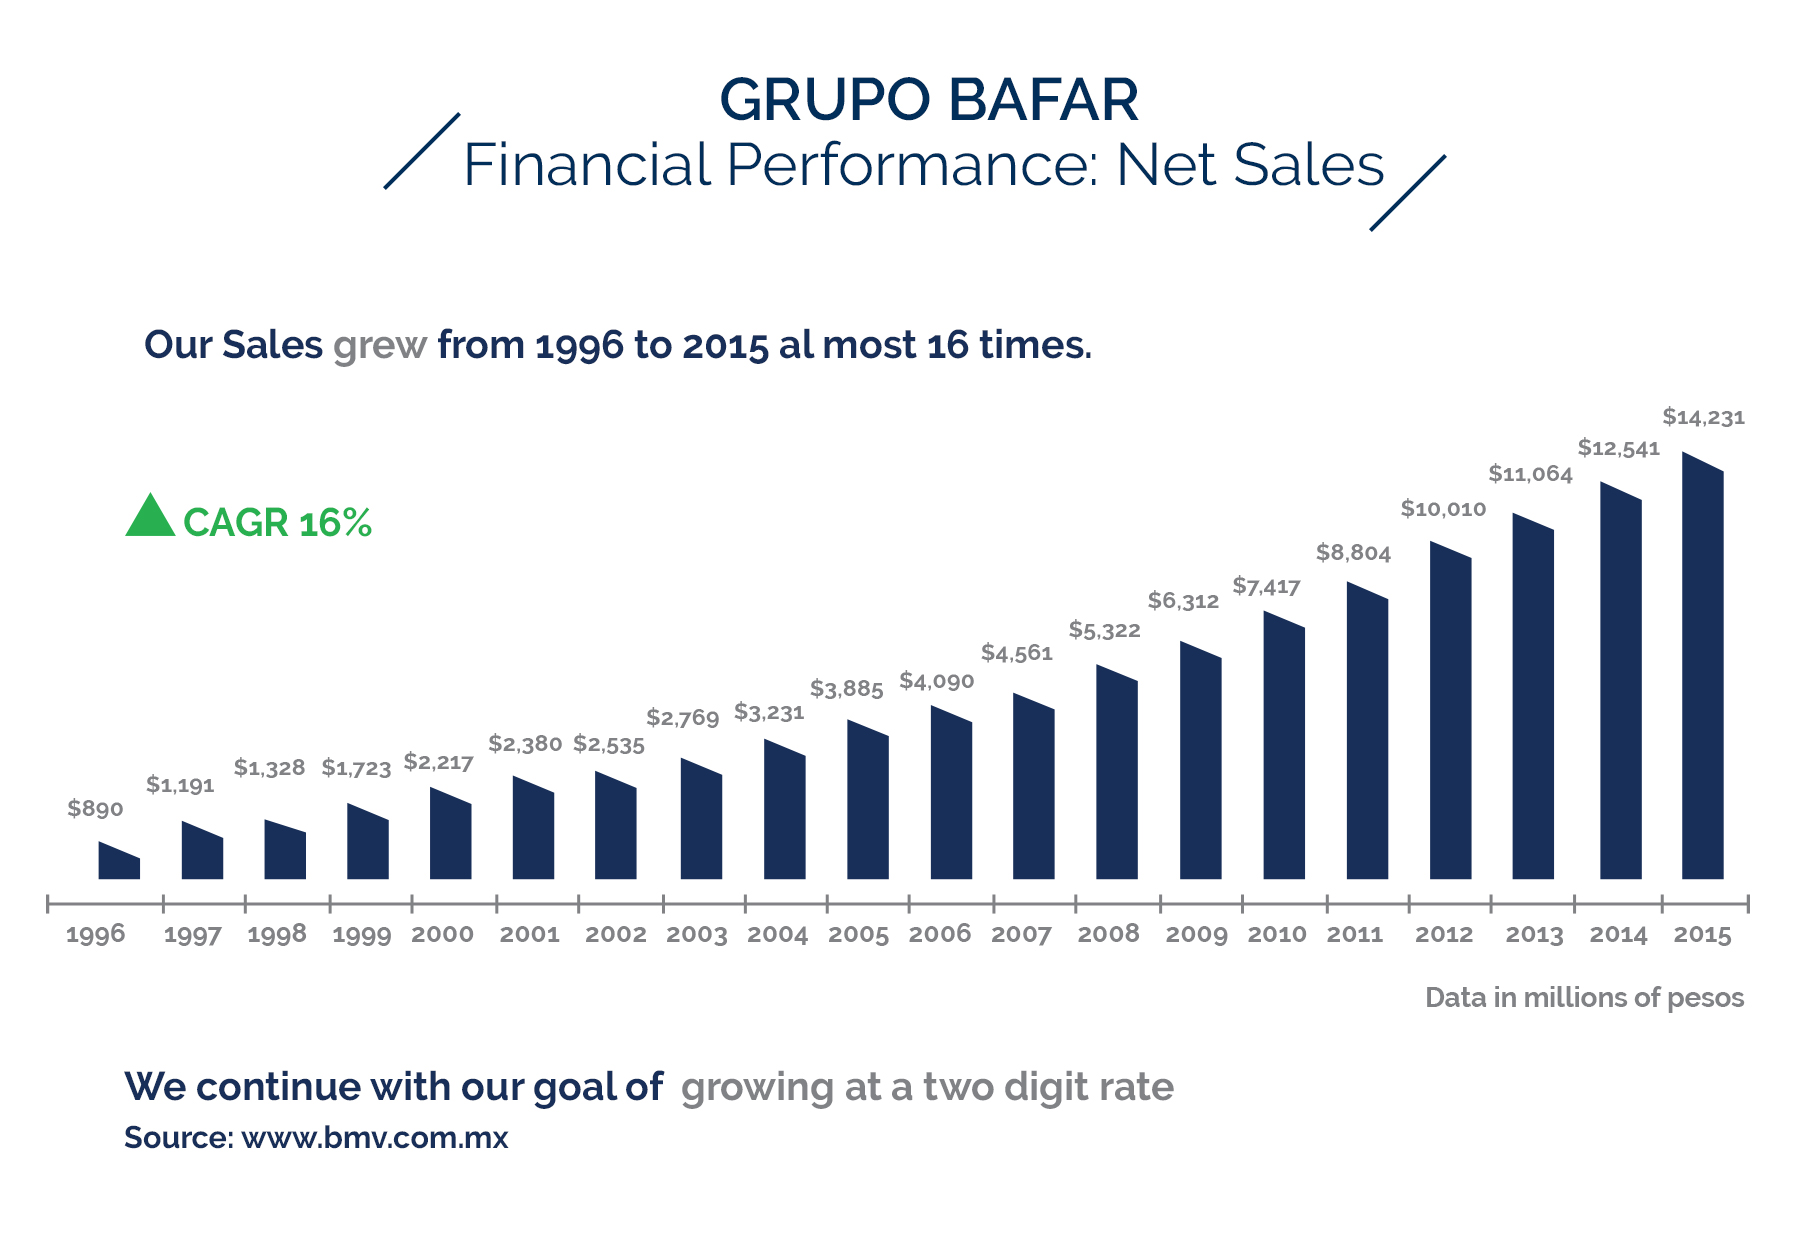 GRUPO BAFAR
Financial Performance: Net Sales
Our Sales grew from 1996 to 2015 al most 16 times.
CAGR 16%
$890 $1,191 $1,328 $1,723 $2,217 $2,380 $2,535 $2,769 $3,231 $3,885 $4,090 $4,561 $5,322 $6,312 $7,417 $8,804 $10,010 $11,064 $12,541 $14,231
1996 1997 1998 1999 2000 2001 2002 2003 2004 2005 2006 2007 2008 2009 2010 2011 2012 2013 2014 2015
Data in millions of pesos
We continue with our goal of growing at a two digit rate
Source: www.bmv.com.mx